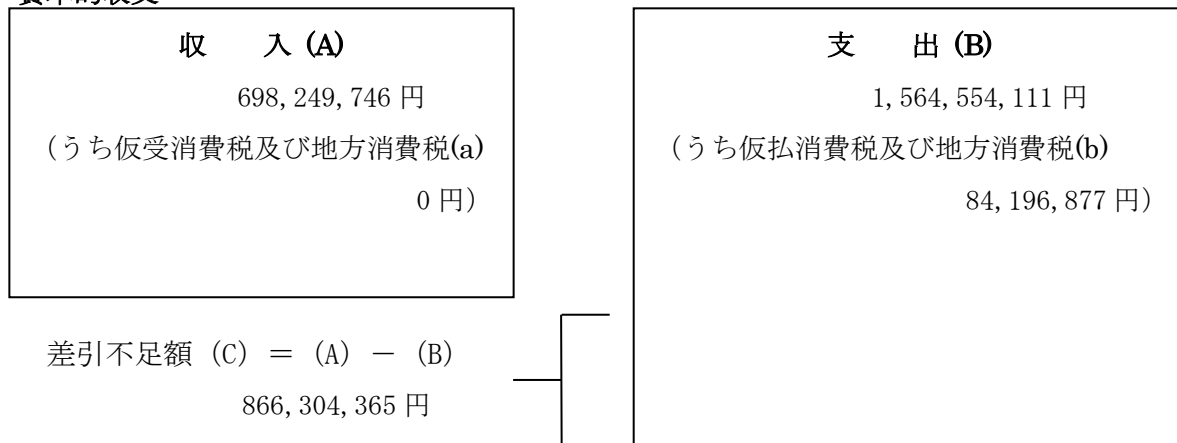 収　入 (A)
698,249,746 円
（うち仮受消費税及び地方消費税(a)
0 円）
支　出 (B)
1,564,554,111 円
（うち仮払消費税及び地方消費税(b)
84,196,877 円）
差引不足額（C）＝（A）－（B）
866,304,365 円